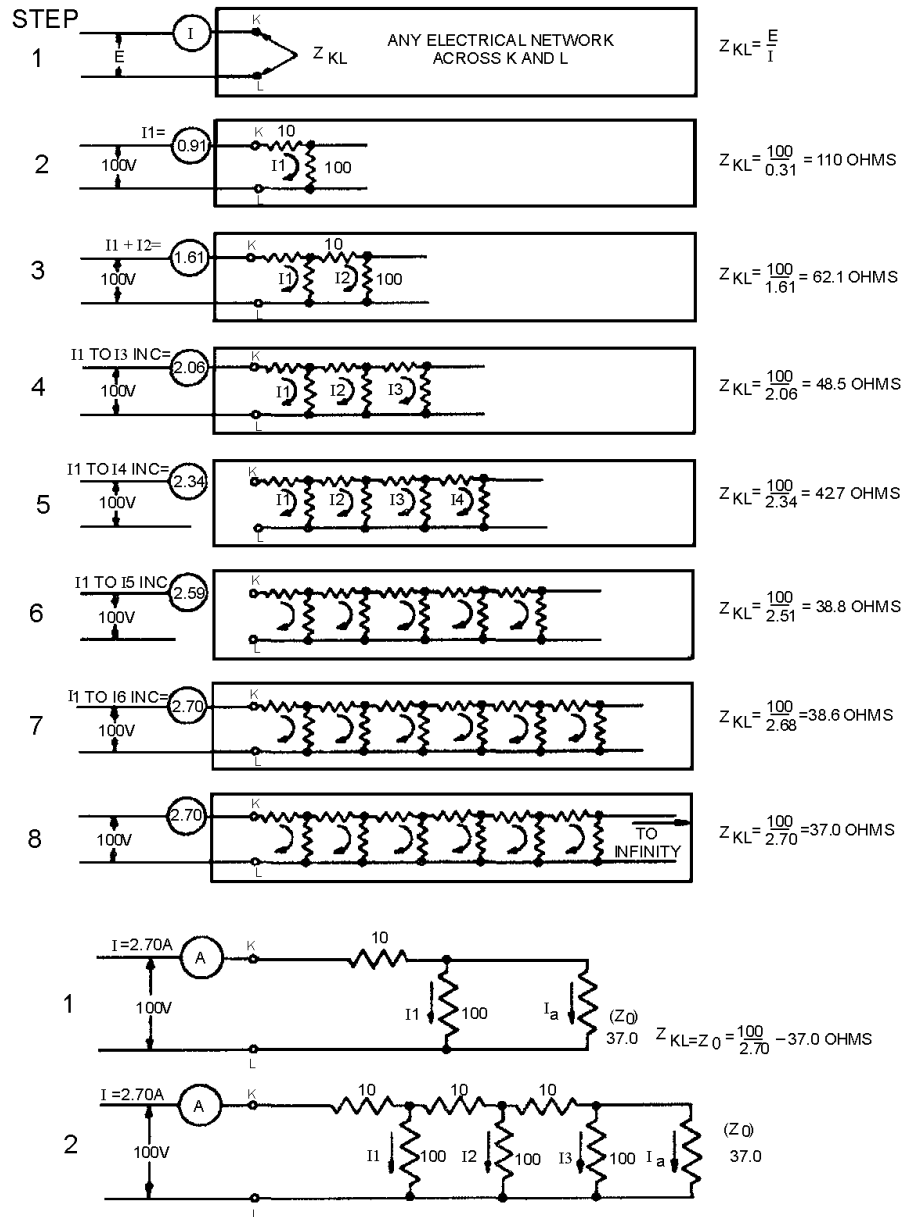 STEP
1
E
I
K
L
Z KL
ANY ELECTRICAL NETWORK
ACROSS K AND L
Z KL = E/I
2
I1=
0.91
100V
K
L
10
I1
100
Z KL = 100/0.31 = 110 OHMS
3
I1 + I2=
1.61
100V
K
L
10
I1
I2
100
Z KL = 100/1.61 = 62.1 OHMS
4
I1 TO I3 INC=
2.06
100V
K
L
I1
I2
I3
Z KL = 100/2.06 = 48.5 OHMS
5
I1 TO I4 INC=
2.34
100V
K
L
I1
I2
I3
I4
Z KL = 100/2.34 = 42.7 OHMS
6
I1 TO I5 INC
2.59
100V
K
L
Z KL = 100/2.51 = 38.8 OHMS
7
I1 TO I6 INC=
2.70
100V
K
L
Z KL = 100/2.68 =38.6 OHMS
8
2.70
100V
K
L
TO
INFINITY
Z KL = 100/2.70 =37.0 OHMS
1
I =2.70A
A
K
L
100V
10
I1
100
I a
(Z0)
37.0
Z KL=Z 0 = 100/2.70 –37.0 OHMS
2
I =2.70A
A
K
L
100V
10
10
10
I1
100
I2
100
I3
100
I a
(Z0)
37.0